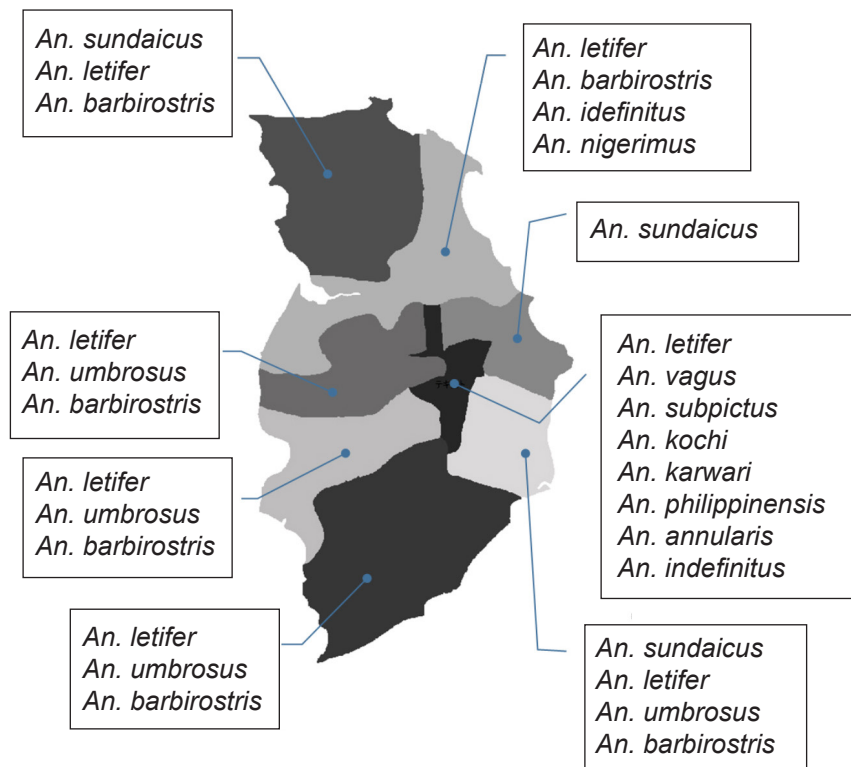 An. sundaicus
An. letifer
An. barbirostris
An. letifer
An. barbirostris
An. idefinitus
An. nigerimus
An. sundaicus
An. letifer
An. umbrosus
An. barbirostris
An. letifer
An. vagus
An. subpictus
An. kochi
An. karwari
An. philippinensis
An. annularis
An. indefinitus
An. letifer
An. umbrosus
An. barbirostris
An. letifer
An. umbrosus
An. barbirostris
An. sundaicus
An. letifer
An. umbrosus
An. barbirostris